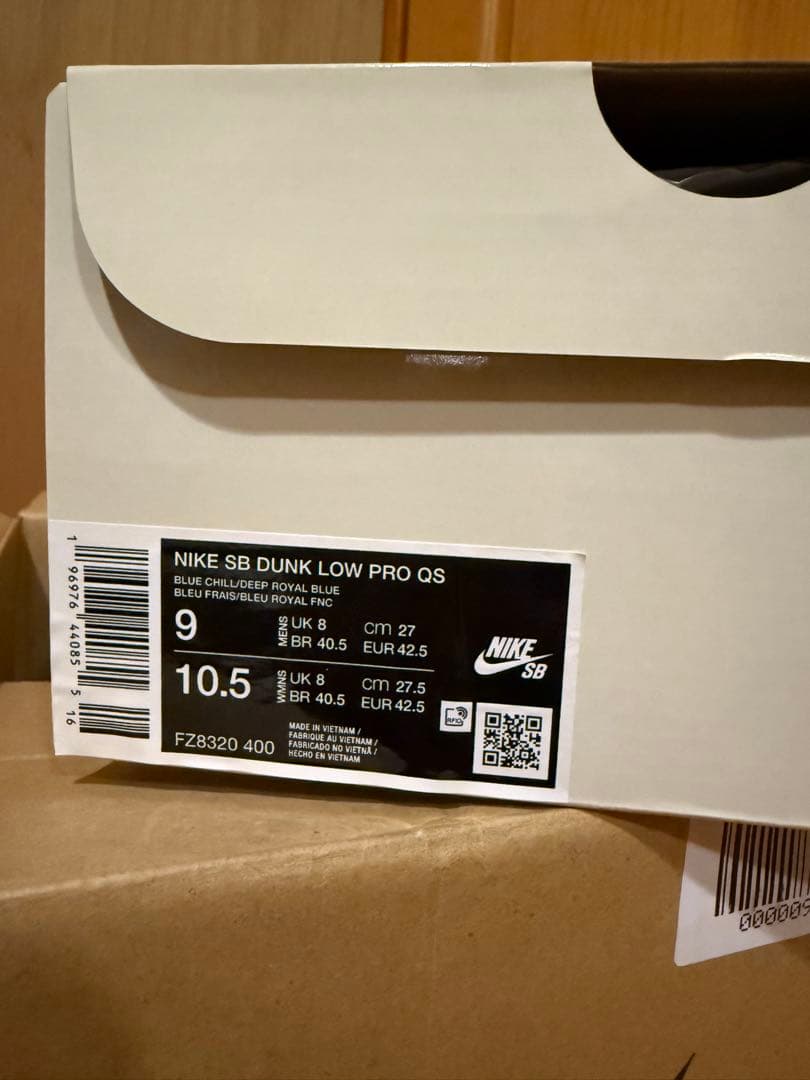 NIKE SB DUNK LOW PRO QS
BLUE CHILL/DEEP ROYAL BLUE
BLEU FRAIS/BLEU ROYAL FNC
9
MENS
UK 8 cm 27
BR 40.5 EUR 42.5
10.5
WMNS
UK 8 cm 27.5
BR 40.5 EUR 42.5
FZ8320 400
MADE IN VIETNAM /
FABRIQUE AU VIETNAM /
FABRICADO NO VIETNÃ /
HECHO EN VIETNAM
RFID
NIKE
SB
1 96976 44085 5 16